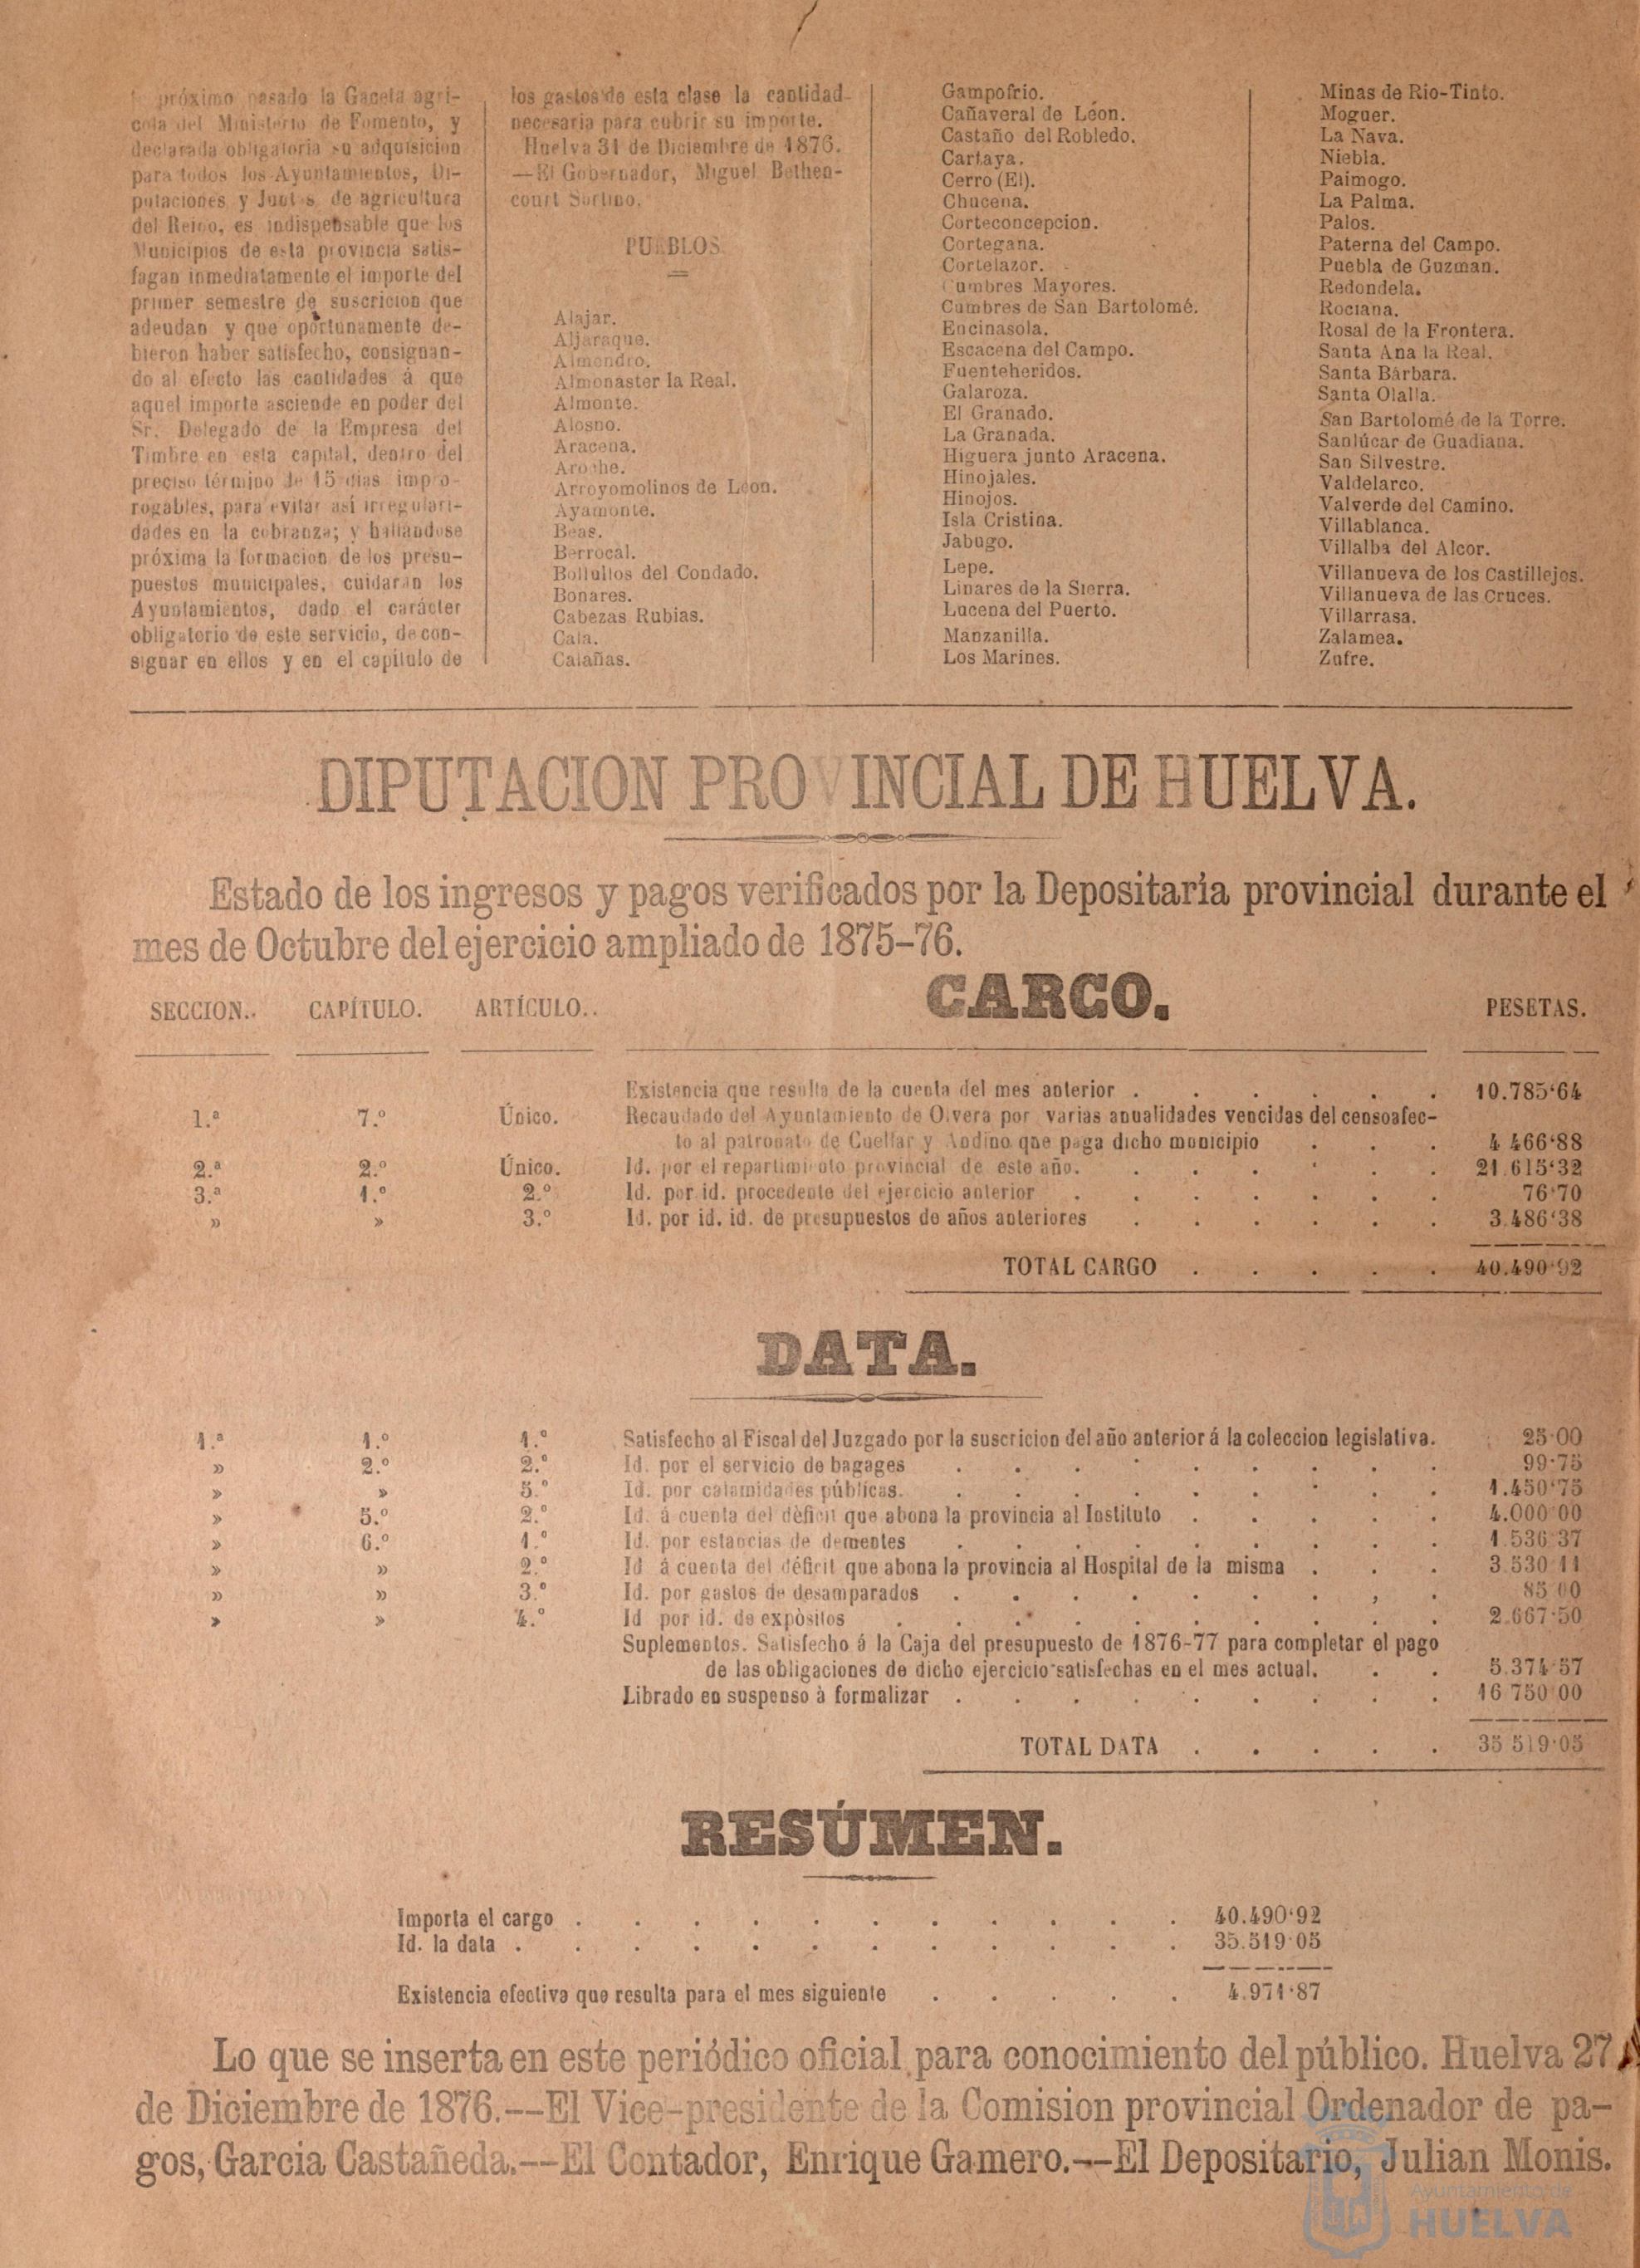 próximo pasado la Gaceta agrí-
cola del Ministerio de Fomento, y
declarada obligatoria su adquisicion
para todos los Ayuntamientos, Di-
putaciones y Juntas de agricultura
del Reino, es indispensable que los
Municipios de esta provincia satis-
fagan inmediatamente el importe del
primer semestre de suscricion que
adeudan y que oportunamente de-
bieron haber satisfecho, consignan-
do al efecto las cantidades á que
aquel importe asciende en poder del
Sr. Delegado de la Empresa del
Timbre en esta capital, dentro del
preciso término de 15 dias impro-
rogables, para evitar así irregulari-
dades en la cobranza; y hallándose
próxima la formacion de los presu-
puestos municipales, cuidarán los
Ayuntamientos, dado el carácter
obligatorio de este servicio, de con-
signar en ellos y en el capítulo de
los gastos de esta clase la cantidad
necesaria para cubrir su importe.
Huelva 31 de Diciembre de 1876.
—El Gobernador, Miguel Bethen-
court Sortino.
PUEBLOS
Alajar.
Aljaraque.
Almendro.
Almonaster la Real.
Almonte.
Alosno.
Aracena.
Aroche.
Arroyomolinos de Leon.
Ayamonte.
Beas.
Berrocal.
Bollullos del Condado.
Bonares.
Cabezas Rubias.
Cala.
Calañas.
Campofrio.
Cañaveral de Léon.
Castaño del Robledo.
Cartaya.
Cerro (El).
Chucena.
Corteconcepcion.
Cortegana.
Cortelazor.
Cumbres Mayores.
Cumbres de San Bartolomé.
Encinasola.
Escacena del Campo.
Fuenteheridos.
Galaroza.
El Granado.
La Granada.
Higuera junto Aracena.
Hinojales.
Hinojos.
Isla Cristina.
Jabugo.
Lepe.
Linares de la Sierra.
Lucena del Puerto.
Manzanilla.
Los Marines.
Minas de Rio-Tinto.
Moguer.
La Nava.
Niebla.
Paimogo.
La Palma.
Palos.
Paterna del Campo.
Puebla de Guzman.
Redondela.
Rociana.
Rosal de la Frontera.
Santa Ana la Real.
Santa Bárbara.
Santa Olalla.
San Bartolomé de la Torre.
Sanlúcar de Guadiana.
San Silvestre.
Valdelarco.
Valverde del Camino.
Villablanca.
Villalba del Alcor.
Villanueva de los Castillejos.
Villanueva de las Cruces.
Villarrasa.
Zalamea.
Zufre.
DIPUTACION PROVINCIAL DE HUELVA.
Estado de los ingresos y pagos verificados por la Depositaría provincial durante el
mes de Octubre del ejercicio ampliado de 1875-76.
CARGO.
SECCION.. CAPÍTULO. ARTÍCULO.. PESETAS.
Existencia que resulta de la cuenta del mes anterior . . . . . . 10.785‘64
1.ª 7.º Único. Recaudado del Ayuntamiento de Olvera por varias anualidades vencidas del censo afec-
to al patronato de Cuellar y Andino que paga dicho municipio . . . 4 466‘88
2.ª 2.º Único. Id. por el repartimiento provincial de este año. . . . . . . 21.615‘32
3.ª 1.º 2.º Id. por id. procedente del ejercicio anterior . . . . . . . 76‘70
» » 3.º Id. por id. id. de presupuestos de años anteriores . . . . . . 3.486‘38
TOTAL CARGO . . . . . 40.490‘92
DATA.
1.ª 1.º 1.º Satisfecho al Fiscal del Juzgado por la suscricion del año anterior á la coleccion legislativa. 25‘00
» 2.º 2.º Id. por el servicio de bagages . . . . . . . . . 99‘75
» » 5.º Id. por calamidades públicas. . . . . . . . . . 1.450‘75
» 5.º 2.º Id. á cuenta del dèficit que abona la provincia al Instituto . . . . . 4.000‘00
» 6.º 1.º Id. por estancias de dementes . . . . . . . . . 1.536‘37
» » 2.º Id á cuenta del déficit que abona la provincia al Hospital de la misma . . . 3.530‘11
» » 3.º Id. por gastos de desamparados . . . . . . . , . 85‘00
» » 4.º Id por id. de expòsitos . . . . . . . . . . 2.667‘50
Suplementos. Satisfecho á la Caja del presupuesto de 1876-77 para completar el pago
de las obligaciones de dicho ejercicio satisfechas en el mes actual. . . 5.374‘57
Librado en suspenso à formalizar . . . . . . . . . 16 750‘00
TOTAL DATA . . . . . 35 519‘05
RESÚMEN.
Importa el cargo . . . . . . . . . . . 40.490‘92
Id. la data . . . . . . . . . . . . 35.519‘05
Existencia efectiva que resulta para el mes siguiente . . . . . 4.971‘87
Lo que se inserta en este periódico oficial para conocimiento del público. Huelva 27
de Diciembre de 1876.--El Vice-presidente de la Comision provincial Ordenador de pa-
gos, Garcia Castañeda.--El Contador, Enrique Gamero.--El Depositario, Julian Monis.
Ayuntamiento de
HUELVA